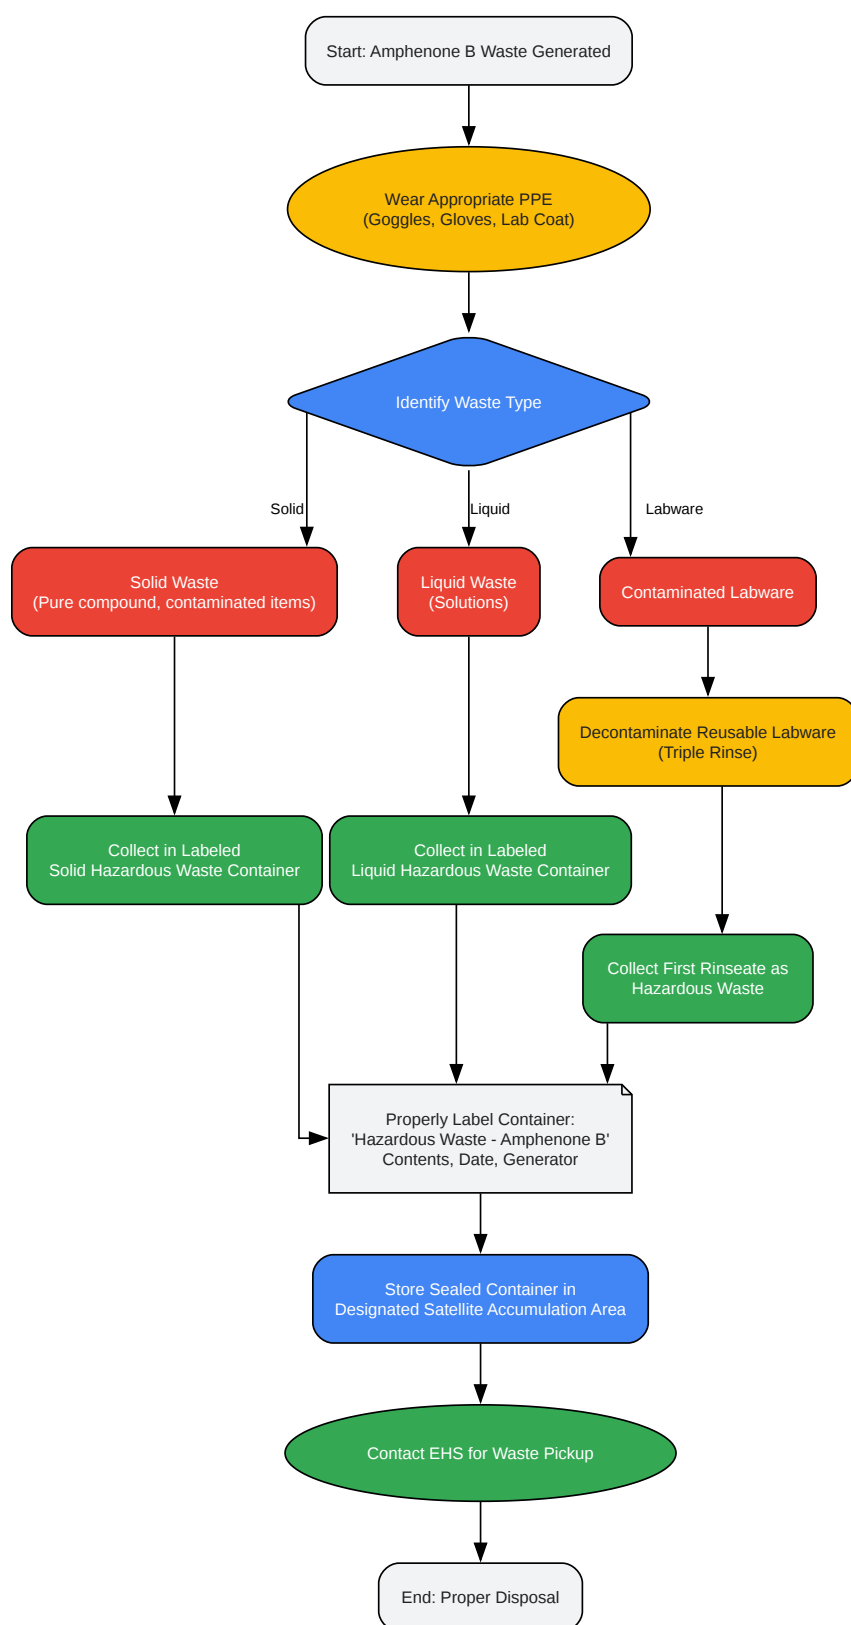 Start: Amphenone B Waste Generated
Wear Appropriate PPE
(Goggles, Gloves, Lab Coat)
Identify Waste Type
Solid
Liquid
Labware
Solid Waste
(Pure compound, contaminated items)
Liquid Waste
(Solutions)
Contaminated Labware
Decontaminate Reusable Labware
(Triple Rinse)
Collect in Labeled
Solid Hazardous Waste Container
Collect in Labeled
Liquid Hazardous Waste Container
Collect First Rinseate as
Hazardous Waste
Properly Label Container:
'Hazardous Waste - Amphenone B'
Contents, Date, Generator
Store Sealed Container in
Designated Satellite Accumulation Area
Contact EHS for Waste Pickup
End: Proper Disposal